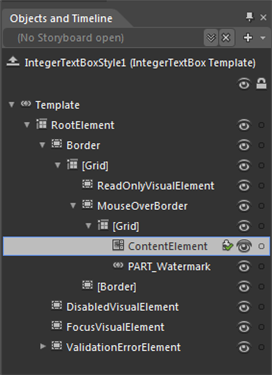 Objects and Timeline
(No Storyboard open)
IntegerTextBoxStyle1 (IntegerTextBox Template)
Template
RootElement
Border
[Grid]
ReadOnlyVisualElement
MouseOverBorder
[Grid]
ContentElement
PART_Watermark
[Border]
DisabledVisualElement
FocusVisualElement
ValidationErrorElement